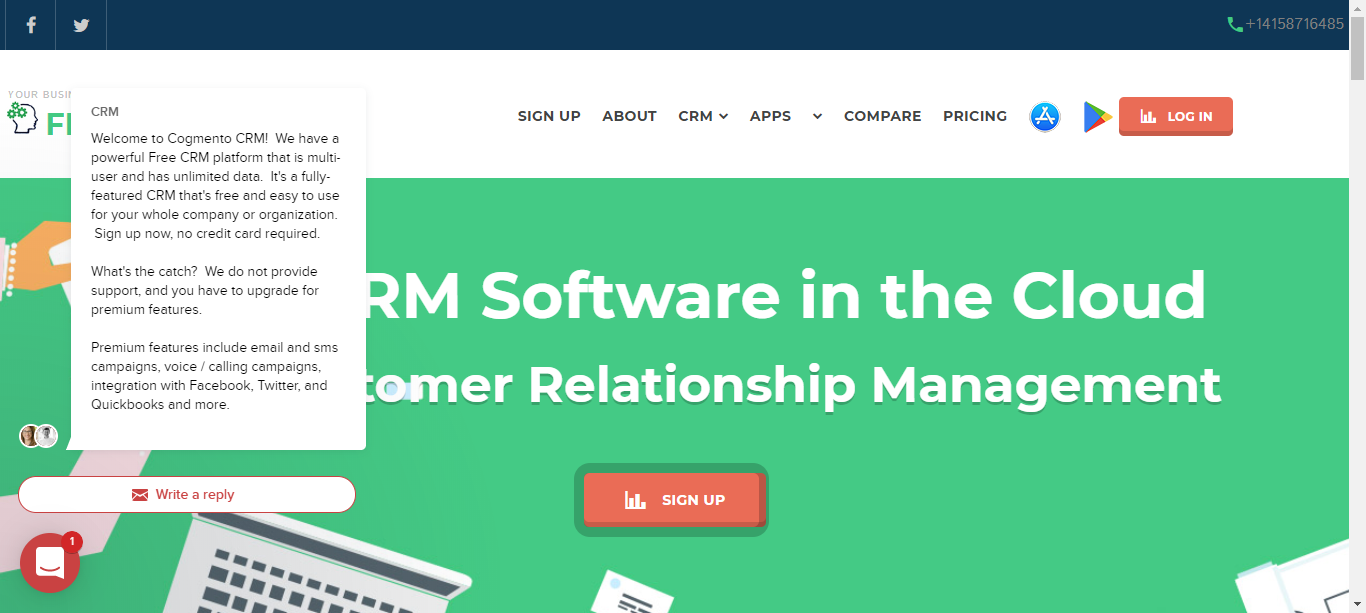 +14158716485
YOUR BUSIN
FR
SIGN UP ABOUT CRM APPS COMPARE PRICING LOG IN
CRM
Welcome to Cogmento CRM! We have a
powerful Free CRM platform that is multi-
user and has unlimited data. It's a fully-
featured CRM that's free and easy to use
for your whole company or organization.
Sign up now, no credit card required.
What's the catch? We do not provide
support, and you have to upgrade for
premium features.
Premium features include email and sms
campaigns, voice / calling campaigns,
integration with Facebook, Twitter, and
Quickbooks and more.
RM Software in the Cloud
tomer Relationship Management
SIGN UP
Write a reply
1